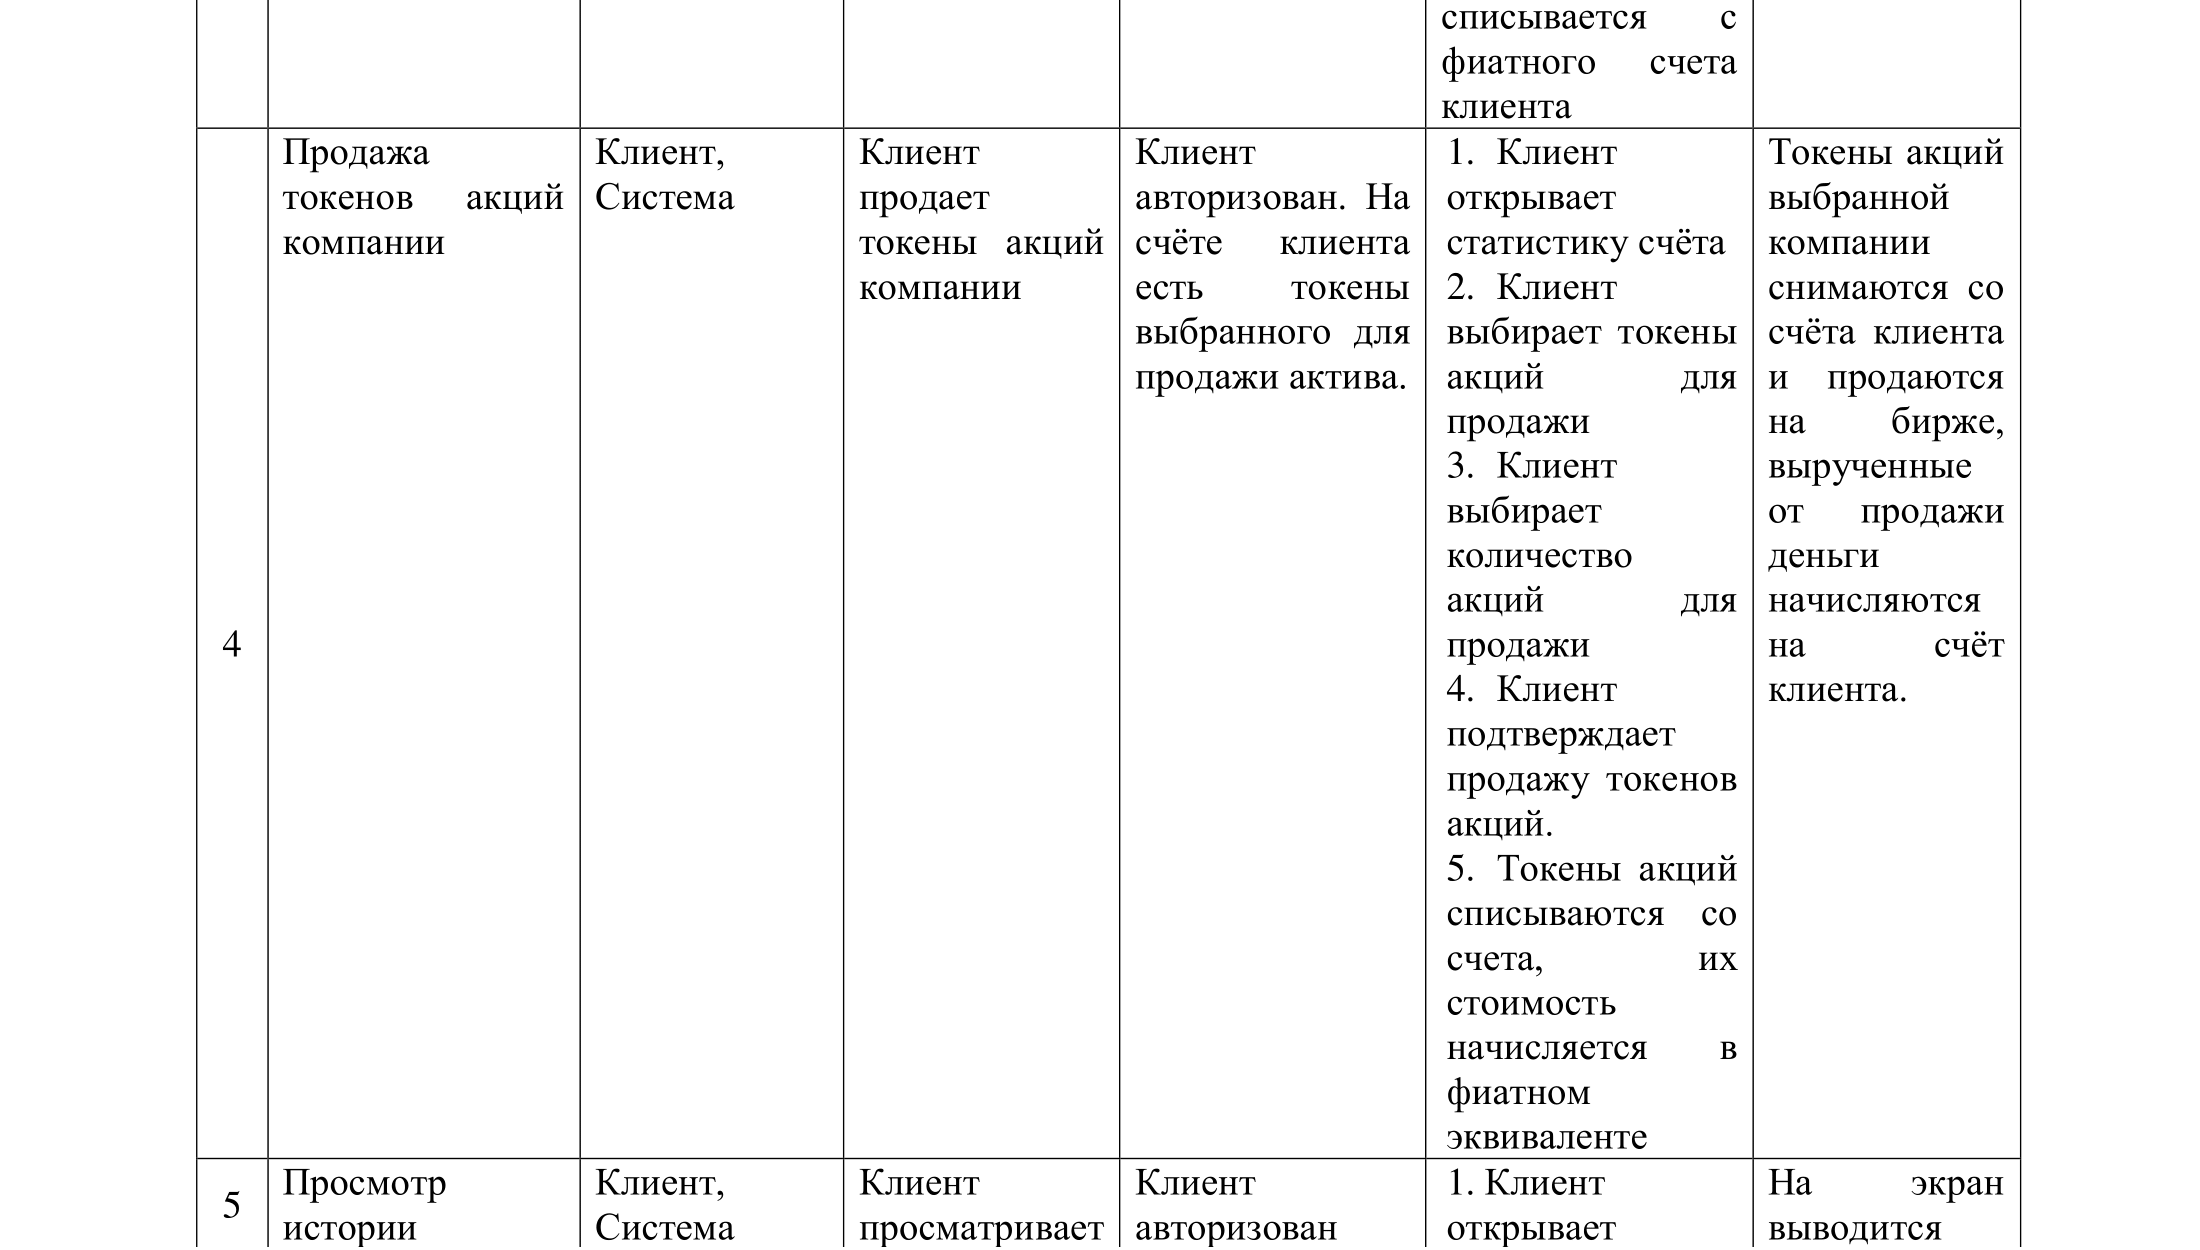 списывается с
фиатного счета
клиента
4
Продажа
токенов акций
компании
Клиент,
Система
Клиент
продает
токены акций
компании
Клиент
авторизован. На
счёте клиента
есть токены
выбранного для
продажи актива.
1. Клиент
открывает
статистику счёта
2. Клиент
выбирает токены
акций для
продажи
3. Клиент
выбирает
количество
акций для
продажи
4. Клиент
подтверждает
продажу токенов
акций.
5. Токены акций
списываются со
счета, их
стоимость
начисляется в
фиатном
эквиваленте
Токены акций
выбранной
компании
снимаются со
счёта клиента
и продаются
на бирже,
вырученные
от продажи
деньги
начисляются
на счёт
клиента.
5
Просмотр
истории
Клиент,
Система
Клиент
просматривает
Клиент
авторизован
1. Клиент
открывает
На экран
выводится